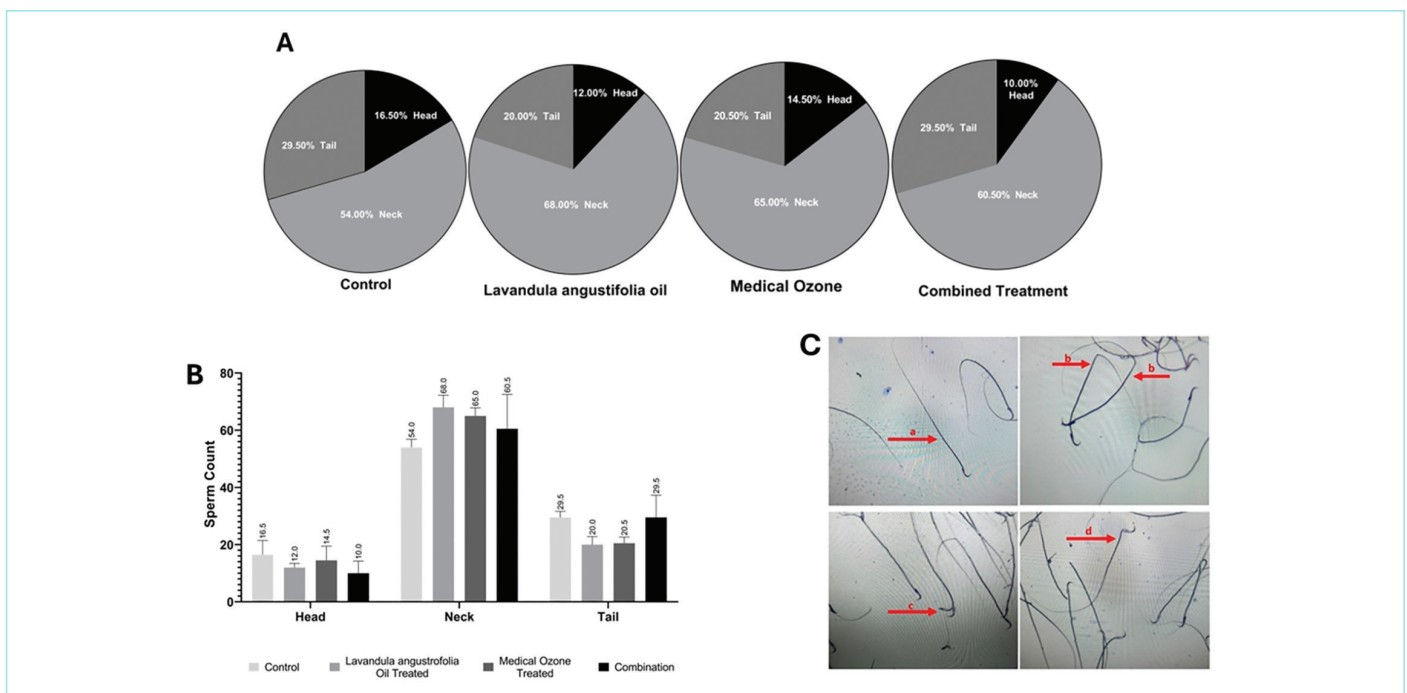 A
16.50% Head
29.50% Tail
54.00% Neck
Control
12.00% Head
20.00% Tail
68.00% Neck
Lavandula angustifolia oil
14.50% Head
20.50% Tail
65.00% Neck
Medical Ozone
10.00%
Head
29.50% Tail
60.50% Neck
Combined Treatment
B
Sperm Count
80
60
40
20
0
16.5
12.0
14.5
10.0
54.0
68.0
65.0
60.5
29.5
20.0
20.5
29.5
Head
Neck
Tail
Control
Lavandula angustrofolia
Oil Treated
Medical Ozone
Treated
Combination
C
a
b
b
c
d